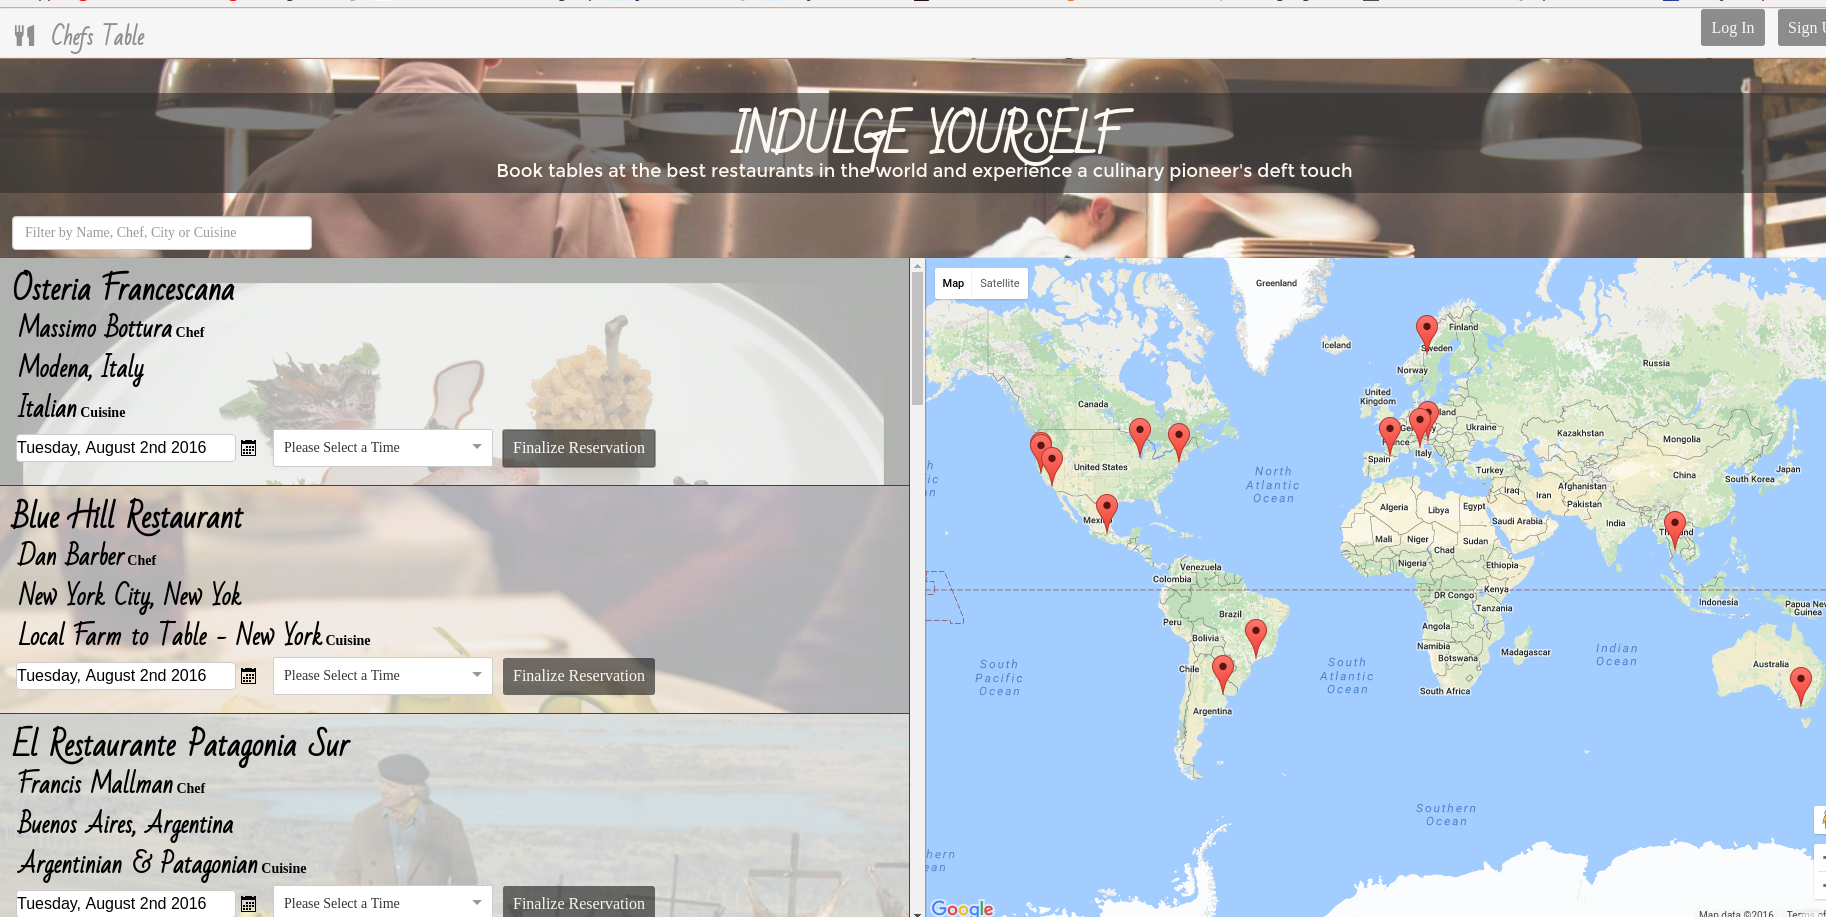 Chefs Table
Log In
Sign
INDULGE YOURSELF
Book tables at the best restaurants in the world and experience a culinary pioneer's deft touch
Filter by Name, Chef, City or Cuisine
Osteria Francescana
Massimo Bottura Chef
Modena, Italy
Italian Cuisine
Tuesday, August 2nd 2016
Please Select a Time
Finalize Reservation
Blue Hill Restaurant
Dan Barber Chef
New York City, New Yok
Local Farm to Table - New York Cuisine
Tuesday, August 2nd 2016
Please Select a Time
Finalize Reservation
El Restaurante Patagonia Sur
Francis Mallman Chef
Buenos Aires, Argentina
Argentinian & Patagonian Cuisine
Tuesday, August 2nd 2016
Please Select a Time
Finalize Reservation
Map
Satellite
Greenland
Iceland
Finland
Sweden
Norway
Russia
Canada
United
Kingdom
Ukraine
Kazakhstan
Mongolia
Spain
Italy
United States
Turkey
China
Japan
South Korea
North
Atlantic
Ocean
Afghanistan
Iraq
Iran
Pakistan
Algeria
Libya
Egypt
Saudi Arabia
India
Mexico
Mali
Niger
Chad
Sudan
Thailand
Nigeria
Ethiopia
Venezuela
Colombia
DR Congo
Kenya
Tanzania
Indonesia
Papua New
Guinea
Brazil
Peru
Bolivia
Angola
Namibia
Botswana
Madagascar
Indian
Ocean
Chile
South
Pacific
Ocean
South
Atlantic
Ocean
South Africa
Australia
Argentina
Southern
Ocean
Google
Map data ©2016
Terms of